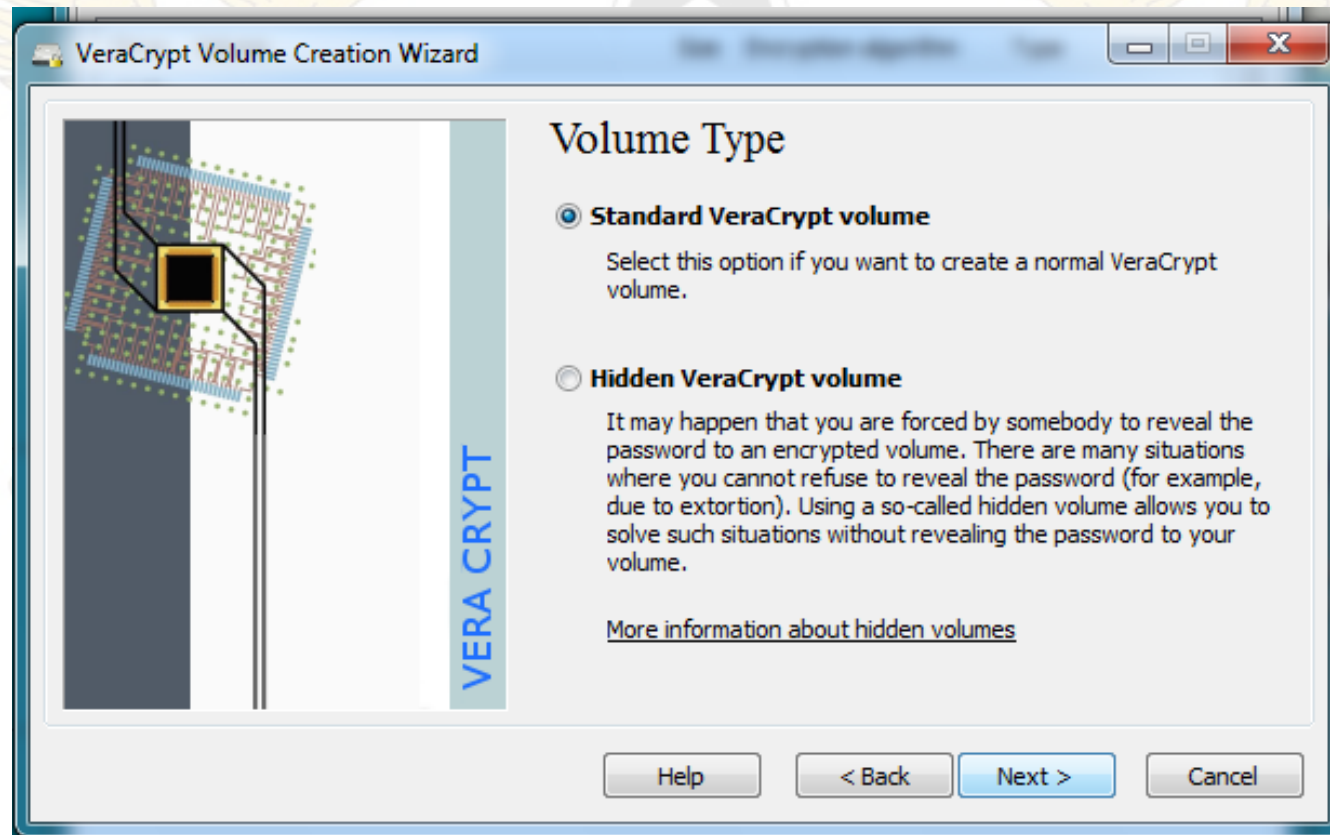 VeraCrypt Volume Creation Wizard
VERA CRYPT
Volume Type
Standard VeraCrypt volume
Select this option if you want to create a normal VeraCrypt
volume.
Hidden VeraCrypt volume
It may happen that you are forced by somebody to reveal the
password to an encrypted volume. There are many situations
where you cannot refuse to reveal the password (for example,
due to extortion). Using a so-called hidden volume allows you to
solve such situations without revealing the password to your
volume.
More information about hidden volumes
Help
< Back
Next >
Cancel